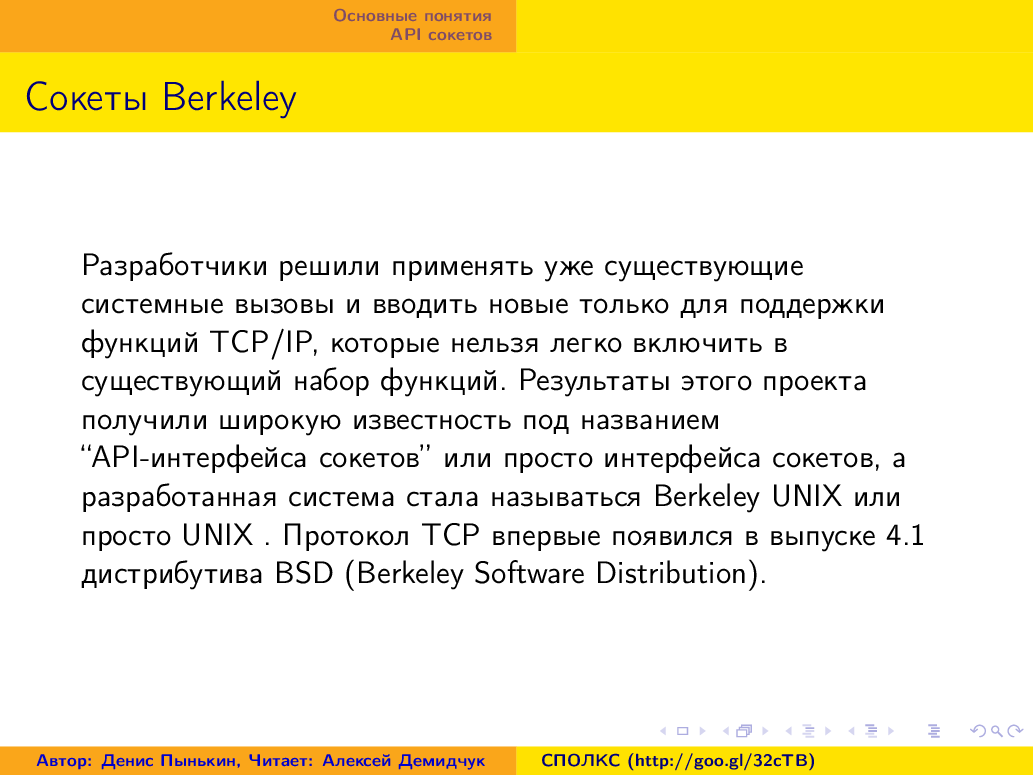 Основные понятия
API сокетов
Сокеты Berkeley
Разработчики решили применять уже существующие
системные вызовы и вводить новые только для поддержки
функций TCP/IP, которые нельзя легко включить в
существующий набор функций. Результаты этого проекта
получили широкую известность под названием
“API-интерфейса сокетов” или просто интерфейса сокетов, а
разработанная система стала называться Berkeley UNIX или
просто UNIX . Протокол TCP впервые появился в выпуске 4.1
дистрибутива BSD (Berkeley Software Distribution).
Автор: Денис Пынькин, Читает: Алексей Демидчук
СПОЛКС (http://goo.gl/32cTB)